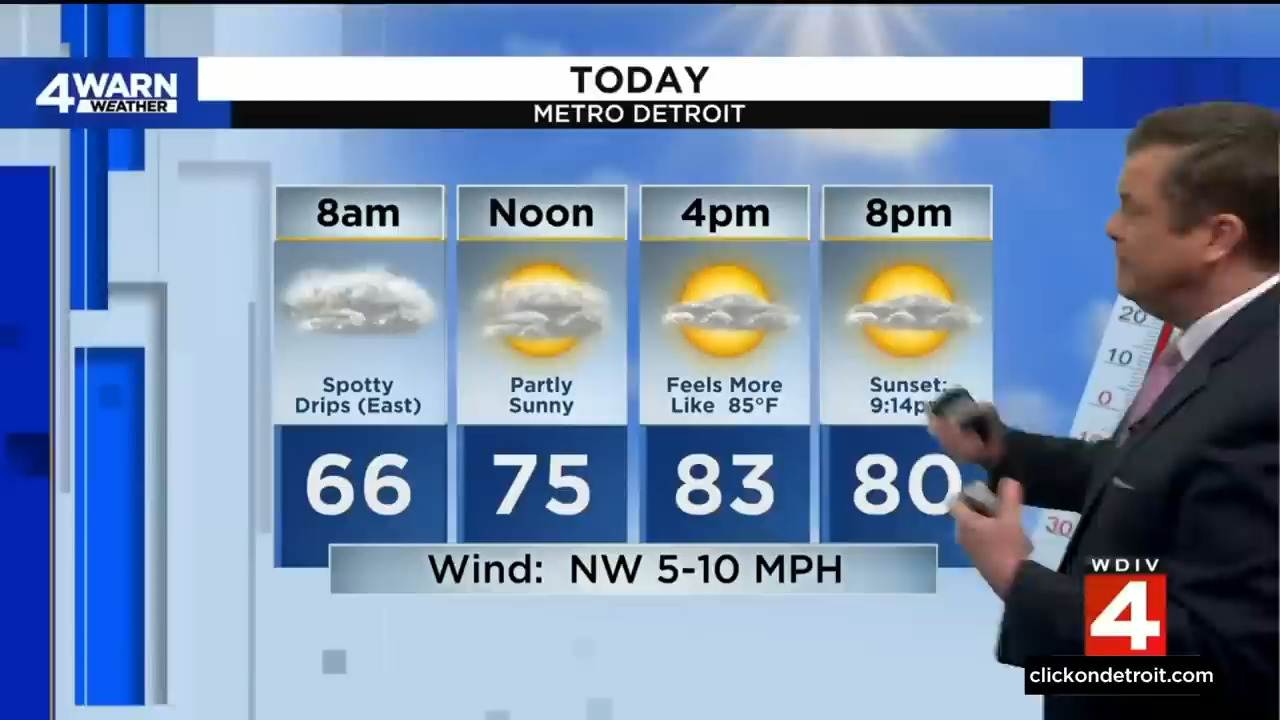 4WARN
WEATHER
TODAY
METRO DETROIT
8am
Noon
4pm
8pm
Spotty
Drips (East)
Partly
Sunny
Feels More
Like 85°F
Sunset:
66
75
83
80
Wind: NW 5-10 MPH
20
10
0
30
WDIV
4
clickondetroit.com